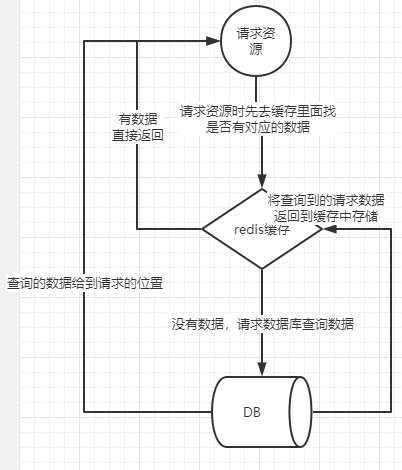 请求资
源
请求资源时先去缓存里面找
是否有对应的数据
有数据
直接返回
将查询到的请求数据
返回到缓存中存储
redis缓存
查询的数据给到请求的位置
没有数据，请求数据库查询数据
DB